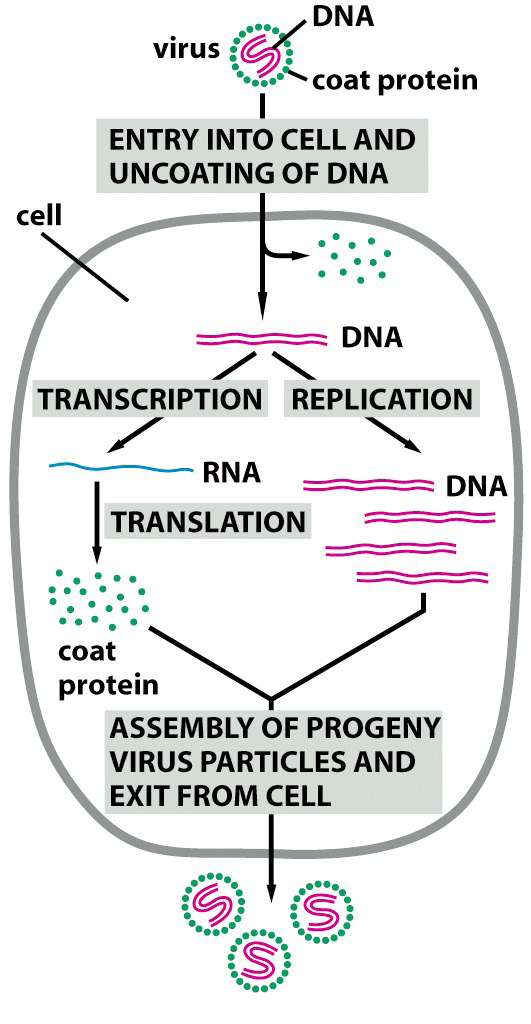 DNA
virus
coat protein
ENTRY INTO CELL AND
UNCOATING OF DNA
cell
DNA
TRANSCRIPTION
REPLICATION
RNA
DNA
TRANSLATION
coat
protein
ASSEMBLY OF PROGENY
VIRUS PARTICLES AND
EXIT FROM CELL